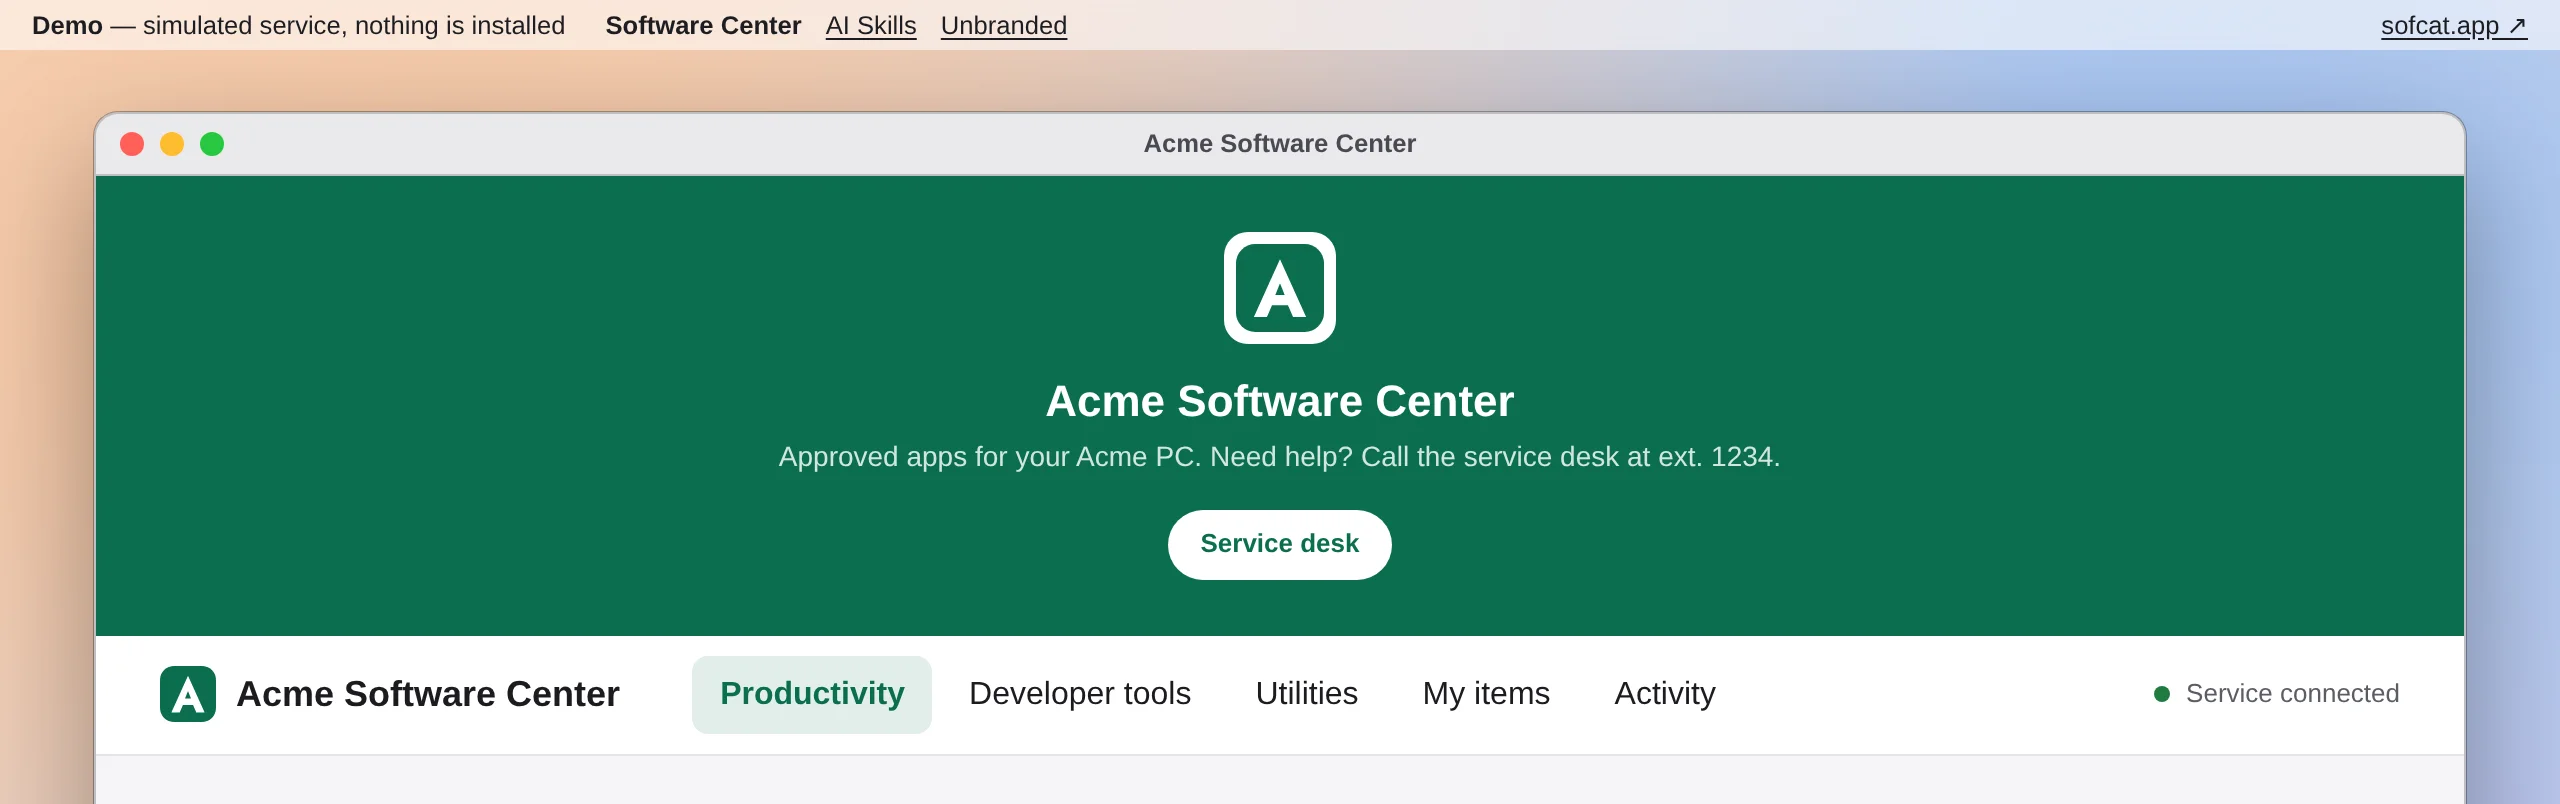 Demo — simulated service, nothing is installed Software Center AI Skills Unbranded sofcat.app ↗
Acme Software Center
A
Acme Software Center
Approved apps for your Acme PC. Need help? Call the service desk at ext. 1234.
Service desk
A Acme Software Center Productivity Developer tools Utilities My items Activity Service connected